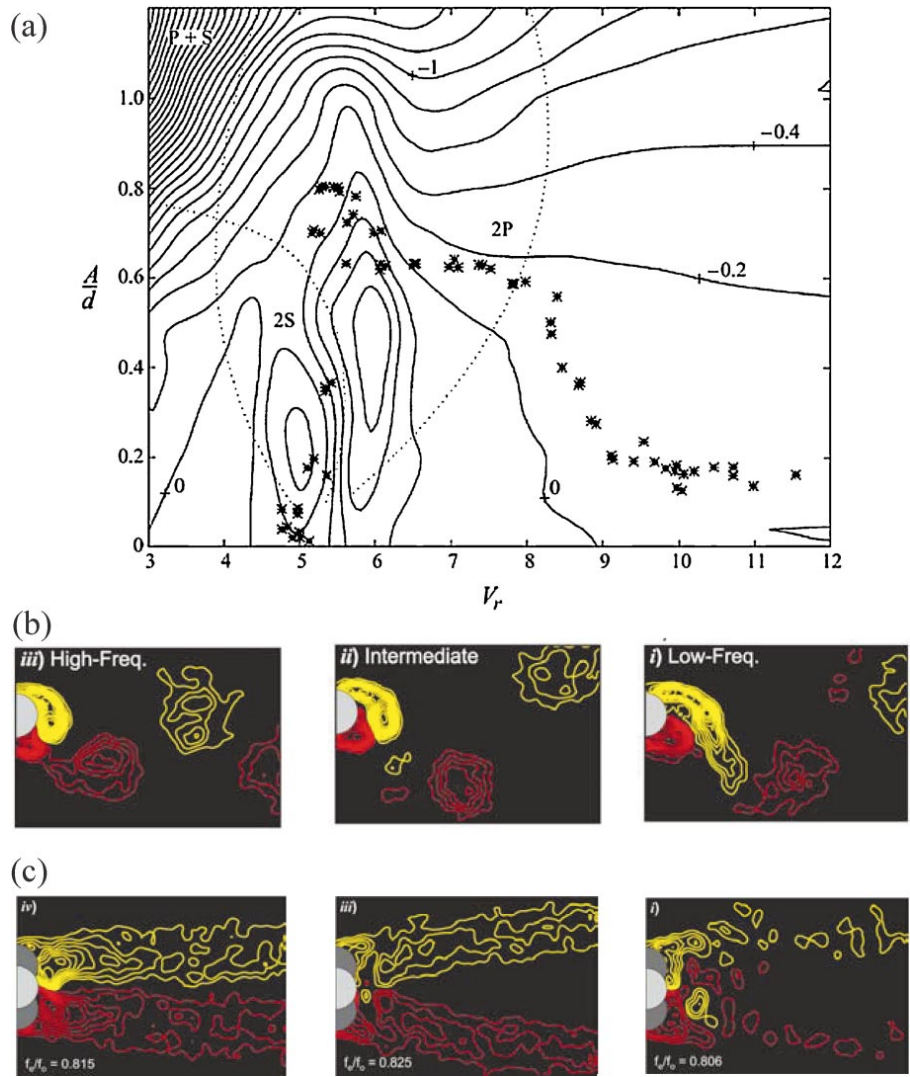 (a)
P + S
−1
1.0
−0.4
0.8
2P
A/d
0.6
−0.2
2S
0.4
0.2
0
0
0
3
4
5
6
7
8
9
10
11
12
V_r
(b)
iii) High-Freq.
ii) Intermediate
i) Low-Freq.
(c)
iv)
iii)
i)
f_e/f_o = 0.815
f_e/f_o = 0.825
f_e/f_o = 0.806